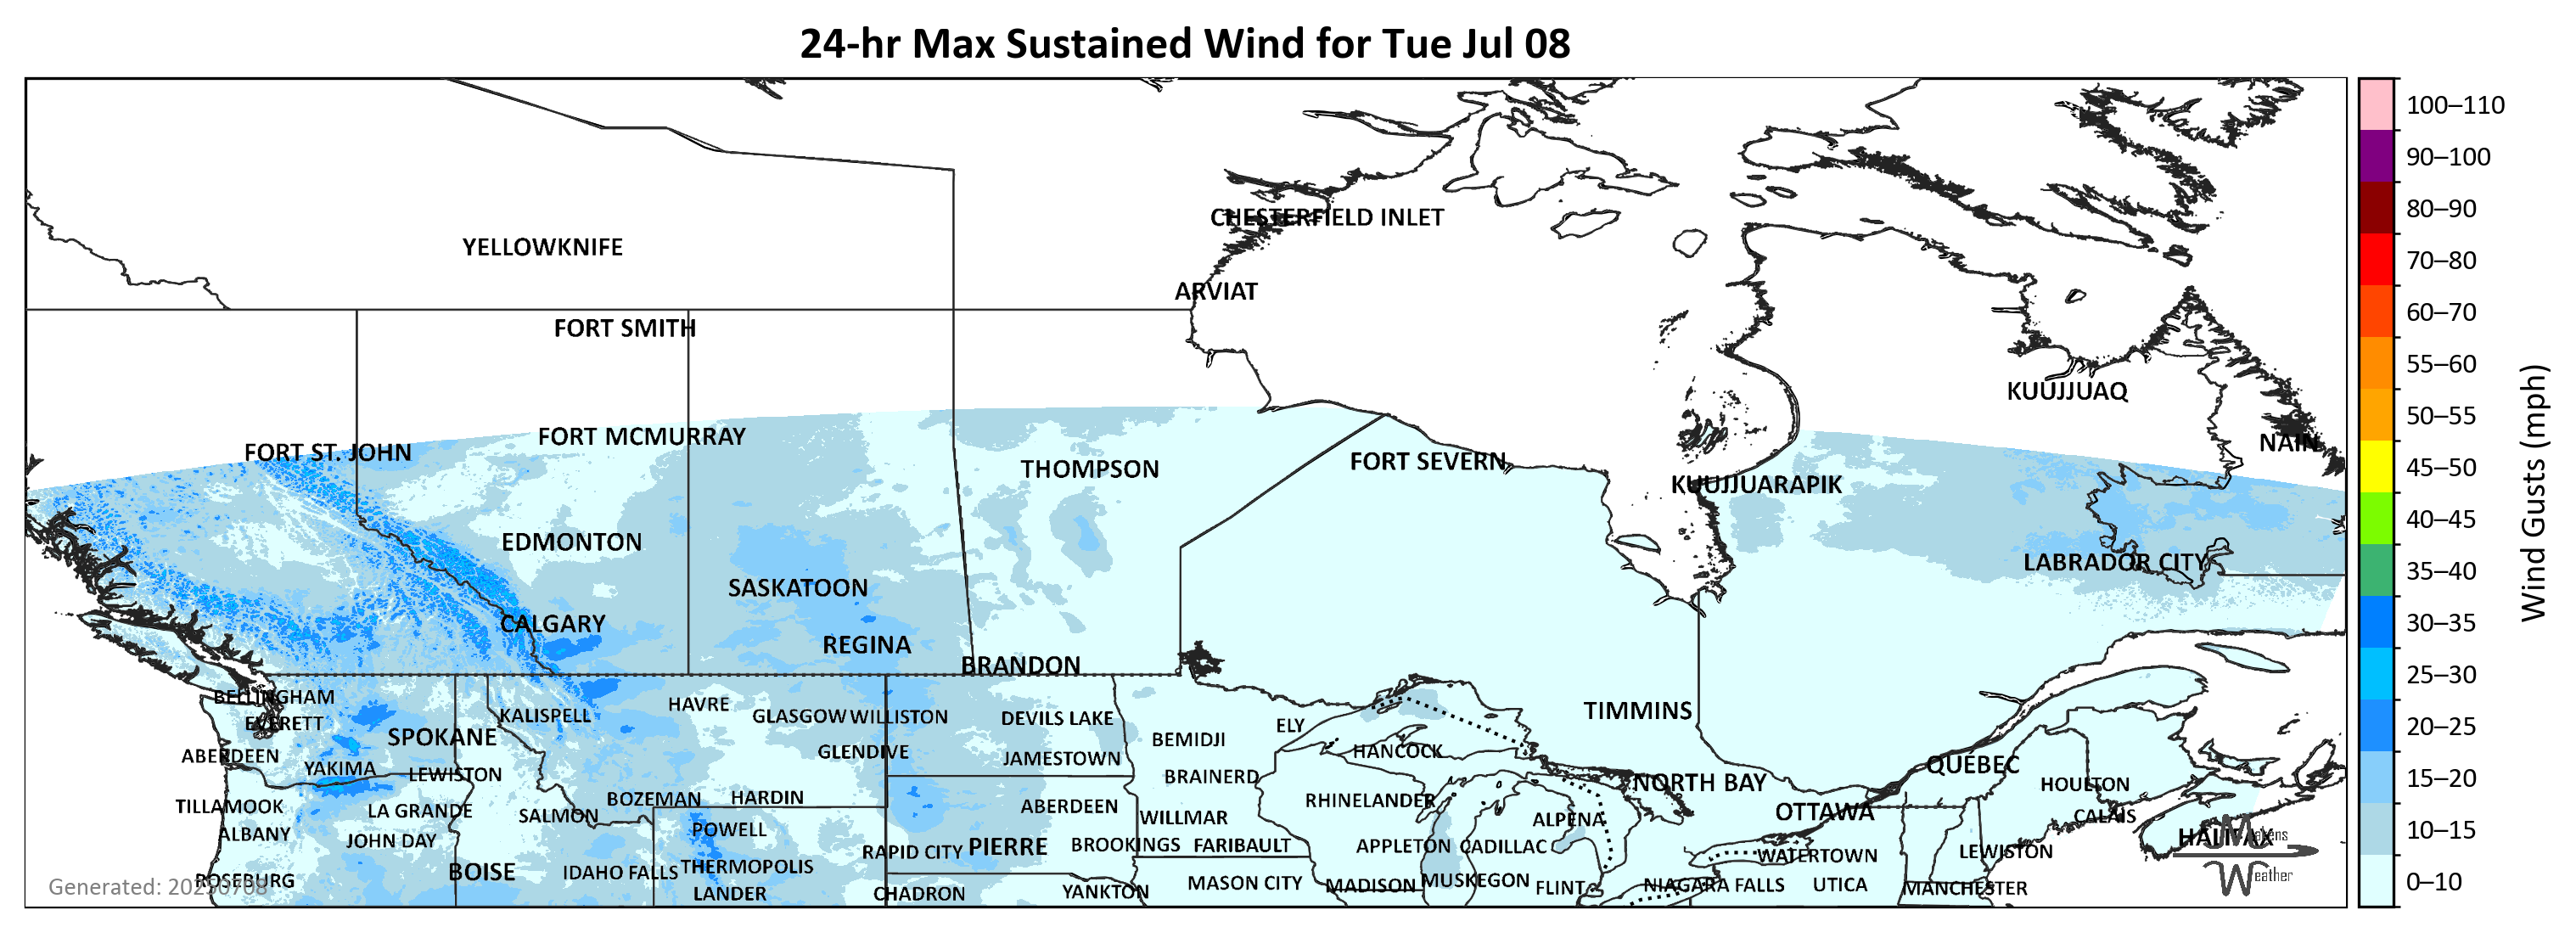 24-hr Max Sustained Wind for Tue Jul 08
CHESTERFIELD INLET
YELLOWKNIFE
ARVIAT
FORT SMITH
KUUJJUAQ
FORT MCMURRAY
NAIN
FORT ST. JOHN
FORT SEVERN
THOMPSON
KUUJJUARAPIK
EDMONTON
LABRADOR CITY
SASKATOON
CALGARY
REGINA
BRANDON
BELLINGHAM
HAVRE
TIMMINS
KALISPELL
GLASGOW
WILLISTON
DEVILS LAKE
EVERETT
ELY
SPOKANE
BEMIDJI
GLENDIVE
HANCOCK
ABERDEEN
JAMESTOWN
QUÉBEC
YAKIMA
LEWISTON
BRAINERD
NORTH BAY
HOULTON
BOZEMAN
HARDIN
RHINELANDER
TILLAMOOK
LA GRANDE
ABERDEEN
OTTAWA
SALMON
CALAIS
WILLMAR
ALPENA
POWELL
ALBANY
HALIFAX
JOHN DAY
PIERRE
BROOKINGS
FARIBAULT
APPLETON
CADILLAC
RAPID CITY
LEWISTON
WATERTOWN
THERMOPOLIS
BOISE
IDAHO FALLS
ROSEBURG
MUSKEGON
MASON CITY
MADISON
FLINT
NIAGARA FALLS
UTICA
MANCHESTER
LANDER
CHADRON
YANKTON
Generated: 20250708
Makens
Weather
100–110
90–100
80–90
70–80
60–70
55–60
50–55
45–50
40–45
35–40
30–35
25–30
20–25
15–20
10–15
0–10
Wind Gusts (mph)